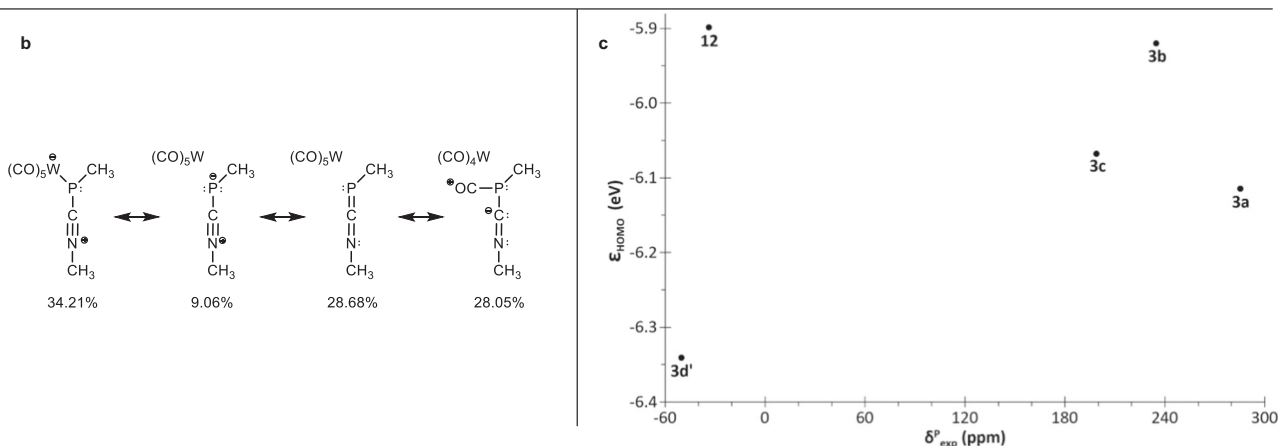 b
(CO)5W⊖ P CH3 C N⊕ CH3
34.21%
(CO)5W :P:⊖ CH3 C N⊕ CH3
9.06%
(CO)5W P CH3 C N: CH3
28.68%
(CO)4W ⊕OC P: CH3 ⊖C: N: CH3
28.05%
c
εHOMO (eV)
-5.9
-6.0
-6.1
-6.2
-6.3
-6.4
12
3b
3c
3a
3d'
-60 0 60 120 180 240 300
δPexp (ppm)